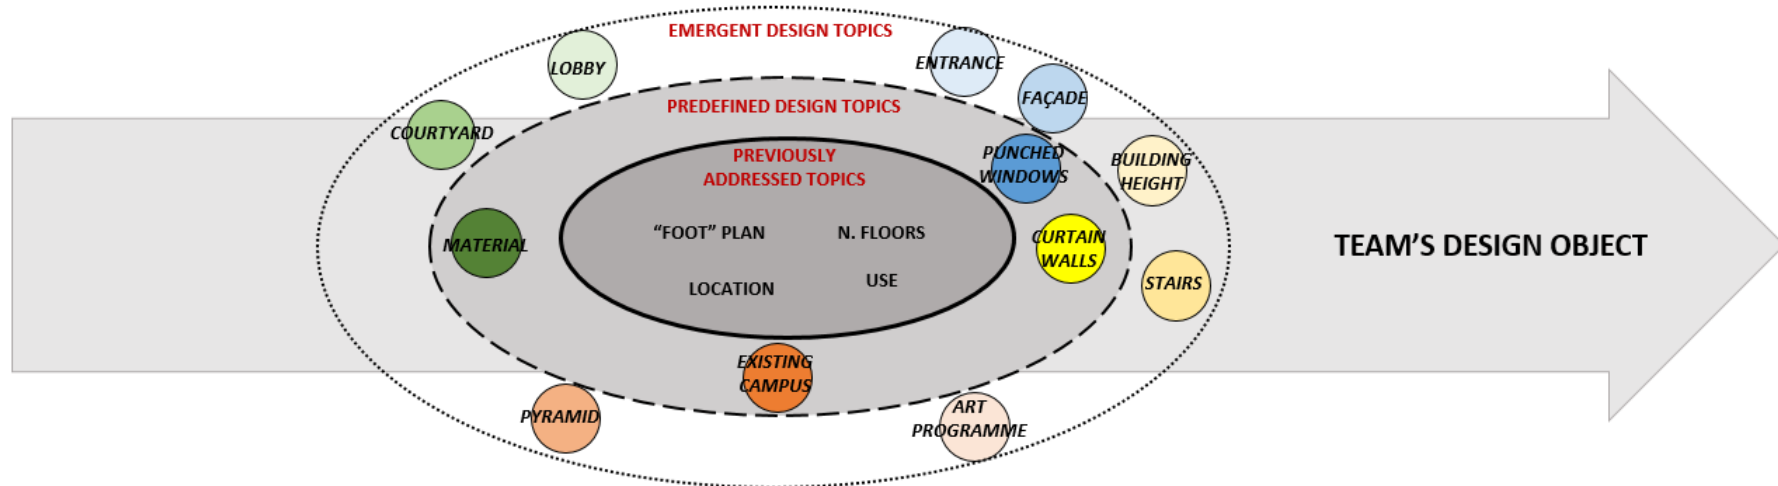 EMERGENT DESIGN TOPICS
LOBBY
ENTRANCE
FAÇADE
PREDEFINED DESIGN TOPICS
COURTYARD
PREVIOUSLY
ADDRESSED TOPICS
PUNCHED
WINDOWS
BUILDING
HEIGHT
"FOOT" PLAN
N. FLOORS
MATERIAL
CURTAIN
WALLS
TEAM’S DESIGN OBJECT
LOCATION
USE
STAIRS
EXISTING
CAMPUS
PYRAMID
ART
PROGRAMME